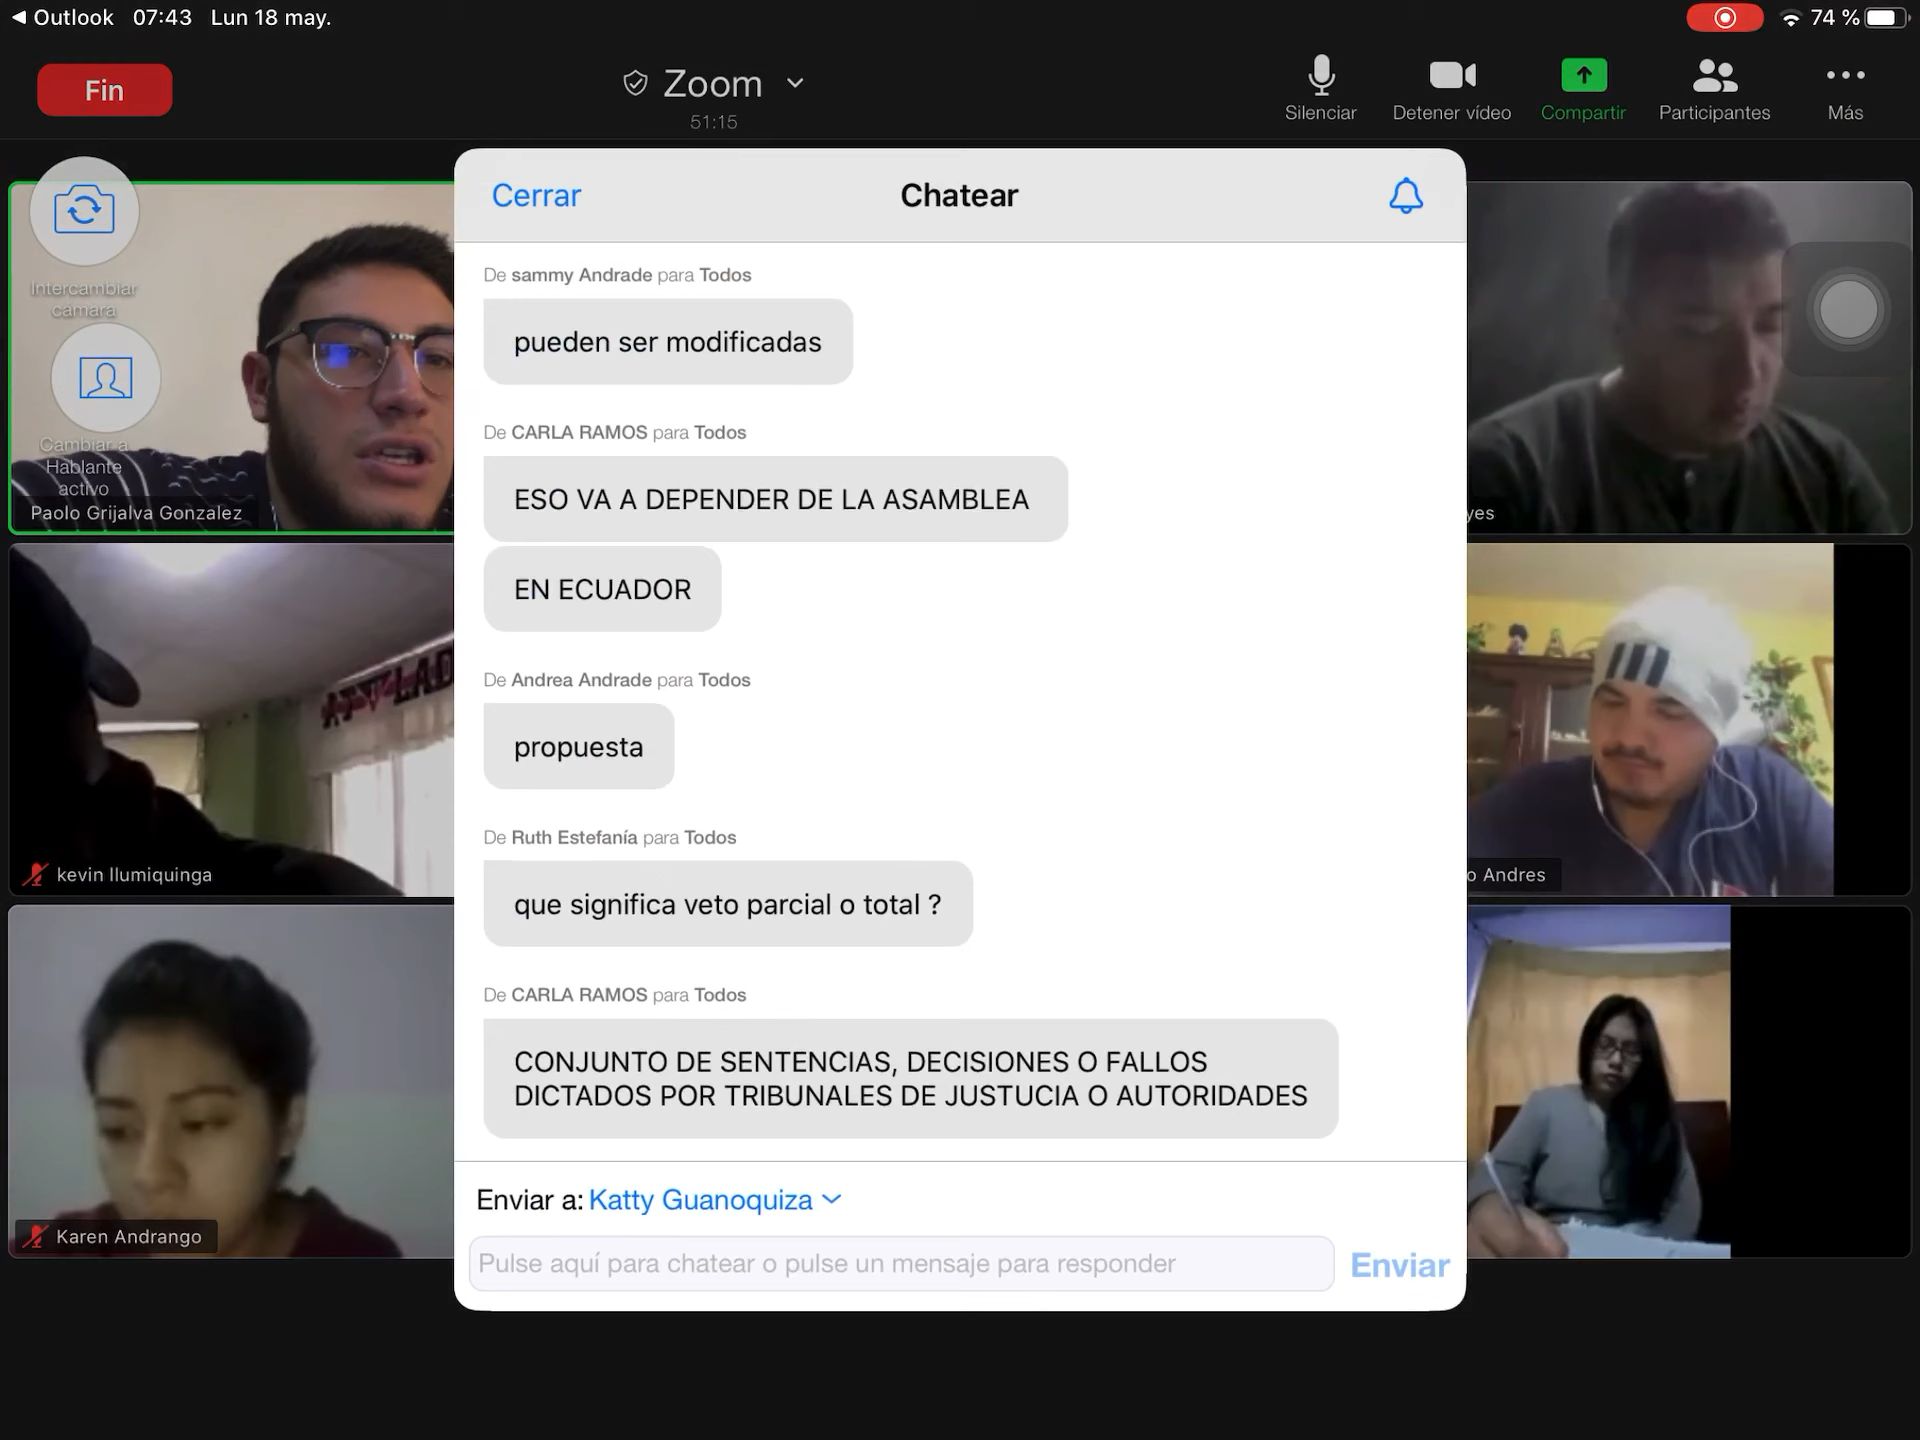 Outlook 07:43 Lun 18 may.
74 %
Fin
Zoom
51:15
Silenciar
Detener vídeo
Compartir
Participantes
Más
Intercambiar
cámara
Cambiar a
Hablante
activo
Paolo Grijalva Gonzalez
kevin llumiquinga
Karen Andrango
Cerrar
Chatear
De sammy Andrade para Todos
pueden ser modificadas
De CARLA RAMOS para Todos
ESO VA A DEPENDER DE LA ASAMBLEA
EN ECUADOR
De Andrea Andrade para Todos
propuesta
De Ruth Estefanía para Todos
que significa veto parcial o total ?
De CARLA RAMOS para Todos
CONJUNTO DE SENTENCIAS, DECISIONES O FALLOS
DICTADOS POR TRIBUNALES DE JUSTUCIA O AUTORIDADES
Enviar a: Katty Guanoquiza
Pulse aquí para chatear o pulse un mensaje para responder
Enviar
yes
o Andres